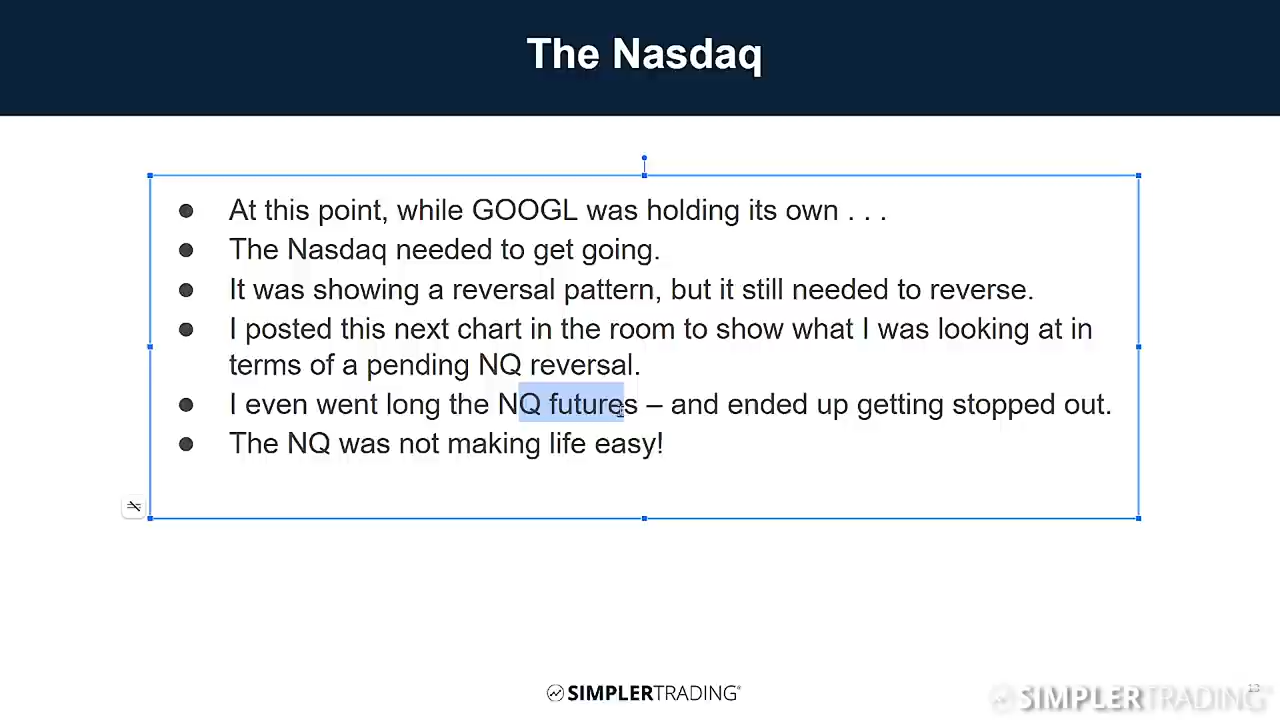 The Nasdaq
● At this point, while GOOGL was holding its own . . .
● The Nasdaq needed to get going.
● It was showing a reversal pattern, but it still needed to reverse.
● I posted this next chart in the room to show what I was looking at in
terms of a pending NQ reversal.
● I even went long the NQ futures – and ended up getting stopped out.
● The NQ was not making life easy!
SIMPLERTRADING®
13
SIMPLERTRADING®